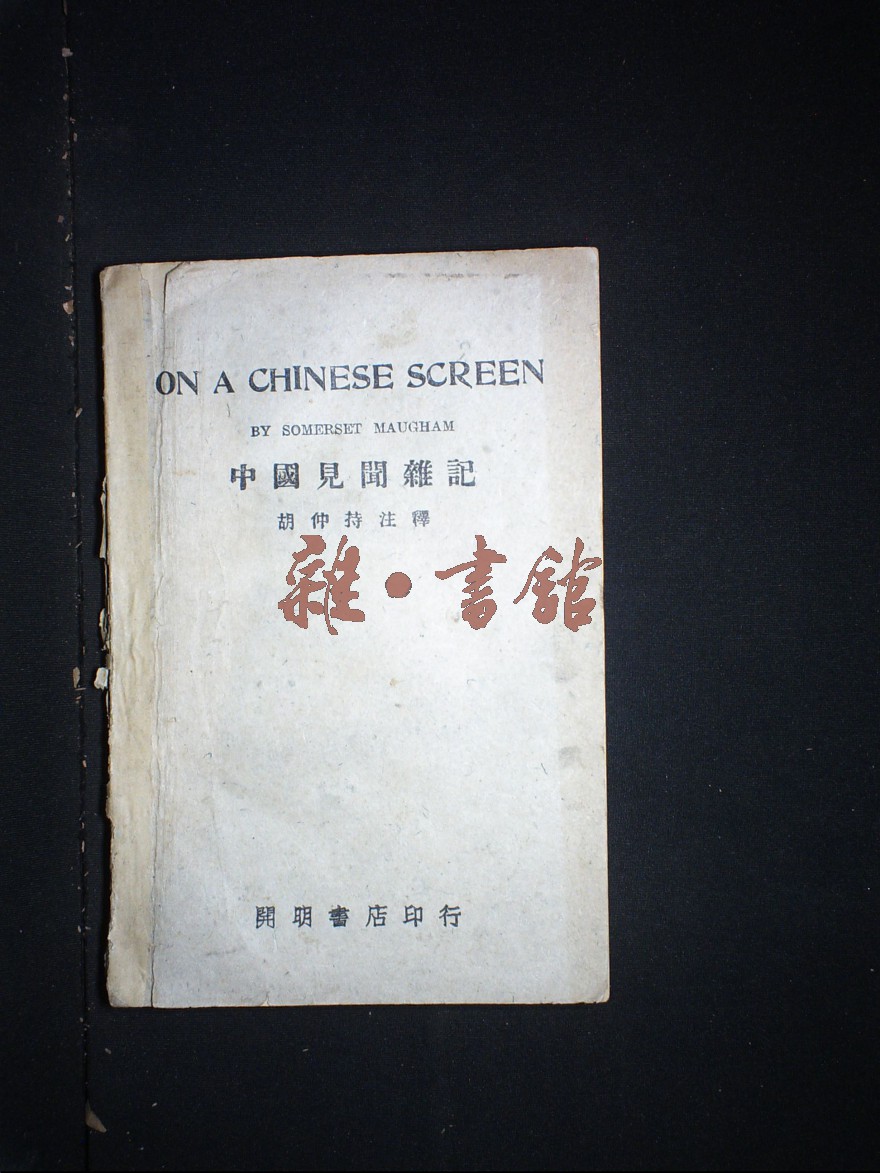 ON A CHINESE SCREEN
BY SOMERSET MAUGHAM
中國見聞雜記
胡仲持注釋
雜·書館
開明書店印行